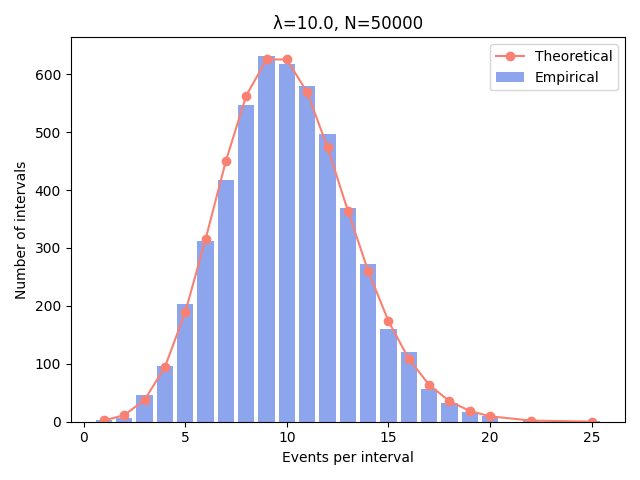 λ=10.0, N=50000
Theoretical
Empirical
Number of intervals
600
500
400
300
200
100
0
0 5 10 15 20 25
Events per interval